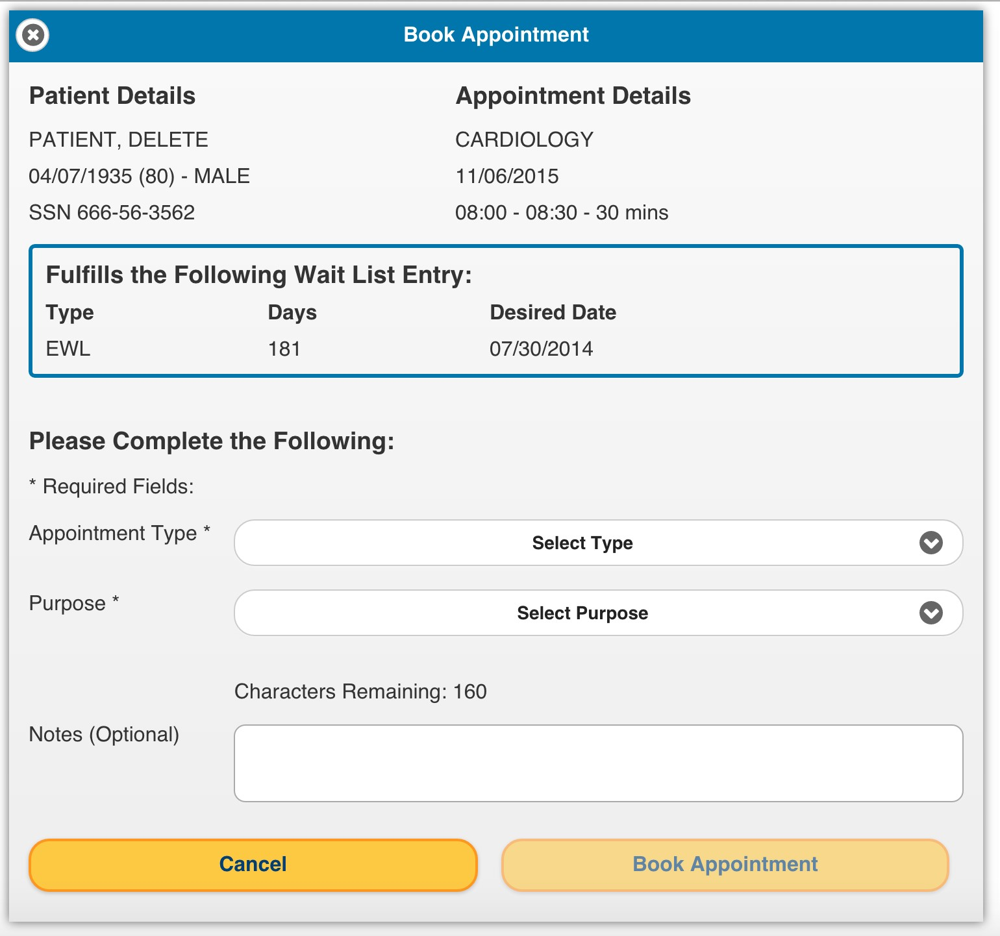 Book Appointment
Patient Details
PATIENT, DELETE
04/07/1935 (80) - MALE
SSN 666-56-3562
Appointment Details
CARDIOLOGY
11/06/2015
08:00 - 08:30 - 30 mins
Fulfills the Following Wait List Entry:
Type Days Desired Date
EWL 181 07/30/2014
Please Complete the Following:
* Required Fields:
Appointment Type * Select Type
Purpose * Select Purpose
Characters Remaining: 160
Notes (Optional)
Cancel Book Appointment